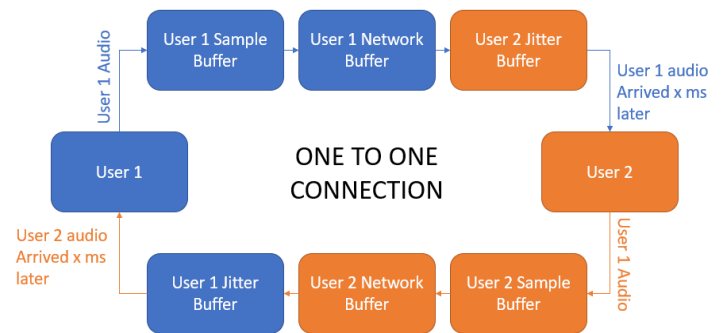 User 1 Sample
Buffer
User 1 Network
Buffer
User 2 Jitter
Buffer
User 1 Audio
User 1 audio
Arrived x ms
later
User 1
ONE TO ONE
CONNECTION
User 2
User 2 audio
Arrived x ms
later
User 1 Jitter
Buffer
User 2 Network
Buffer
User 2 Sample
Buffer
User 1 Audio